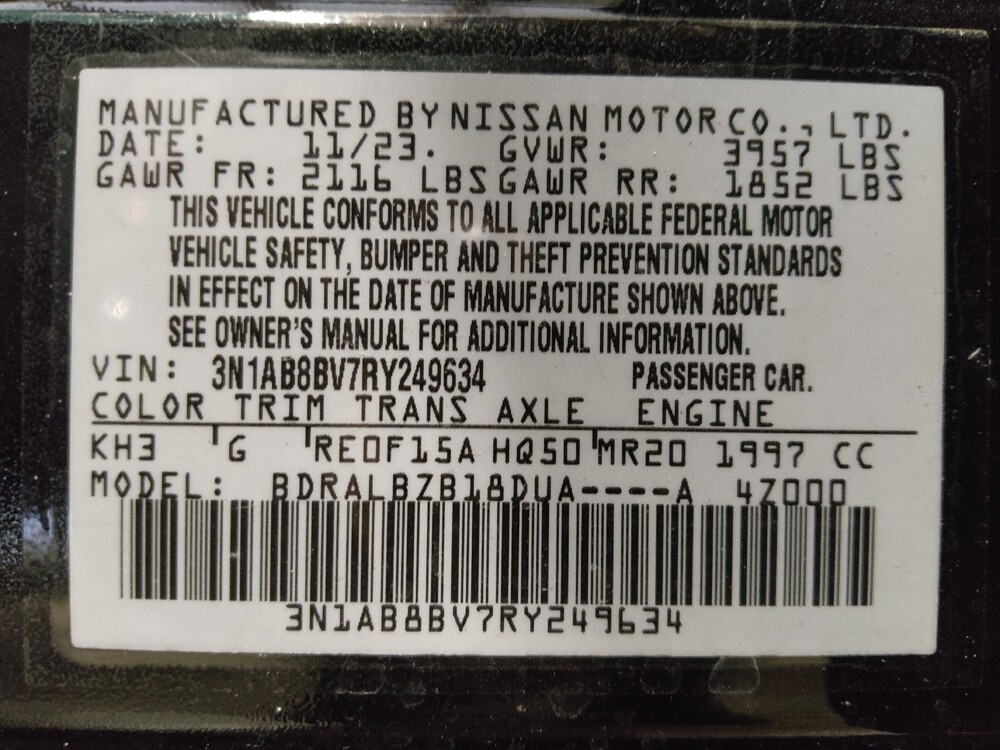 MANUFACTURED BY NISSAN MOTOR CO., LTD.
DATE: 11/23. GVWR: 3957 LBS
GAWR FR: 2116 LBS GAWR RR: 1852 LBS
THIS VEHICLE CONFORMS TO ALL APPLICABLE FEDERAL MOTOR
VEHICLE SAFETY, BUMPER AND THEFT PREVENTION STANDARDS
IN EFFECT ON THE DATE OF MANUFACTURE SHOWN ABOVE.
SEE OWNER'S MANUAL FOR ADDITIONAL INFORMATION.
VIN: 3N1AB8BV7RY249634 PASSENGER CAR.
COLOR TRIM TRANS AXLE ENGINE
KH3 G RE0F15A HQ50 MR20 1997 CC
MODEL: BDRALBZB18DUA----A 4Z000
3N1AB8BV7RY249634